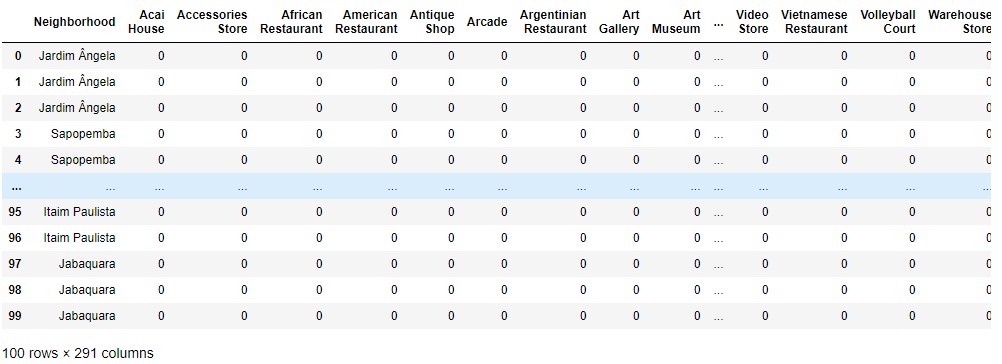 Neighborhood Acai House Accessories Store African Restaurant American Restaurant Antique Shop Arcade Argentinian Restaurant Art Gallery Art Museum ... Video Store Vietnamese Restaurant Volleyball Court Warehouse Store
0 Jardim Ângela 0 0 0 0 0 0 0 0 0 ... 0 0 0 0
1 Jardim Ângela 0 0 0 0 0 0 0 0 0 ... 0 0 0 0
2 Jardim Ângela 0 0 0 0 0 0 0 0 0 ... 0 0 0 0
3 Sapopemba 0 0 0 0 0 0 0 0 0 ... 0 0 0 0
4 Sapopemba 0 0 0 0 0 0 0 0 0 ... 0 0 0 0
... ... ... ... ... ... ... ... ... ... ... ... ... ... ... ...
95 Itaim Paulista 0 0 0 0 0 0 0 0 0 ... 0 0 0 0
96 Itaim Paulista 0 0 0 0 0 0 0 0 0 ... 0 0 0 0
97 Jabaquara 0 0 0 0 0 0 0 0 0 ... 0 0 0 0
98 Jabaquara 0 0 0 0 0 0 0 0 0 ... 0 0 0 0
99 Jabaquara 0 0 0 0 0 0 0 0 0 ... 0 0 0 0
100 rows × 291 columns